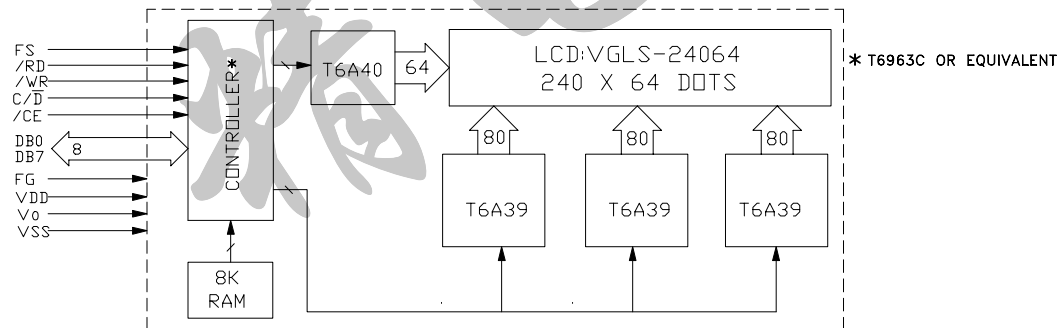 FS
/RD
/WR
C/D̅
/CE
DB0
DB7
8
FG
VDD
Vo
VSS
CONTROLLER*
8K
RAM
T6A40
64
LCD:VGLS-24064
240 X 64 DOTS
80
80
80
T6A39
T6A39
T6A39
* T6963C OR EQUIVALENT